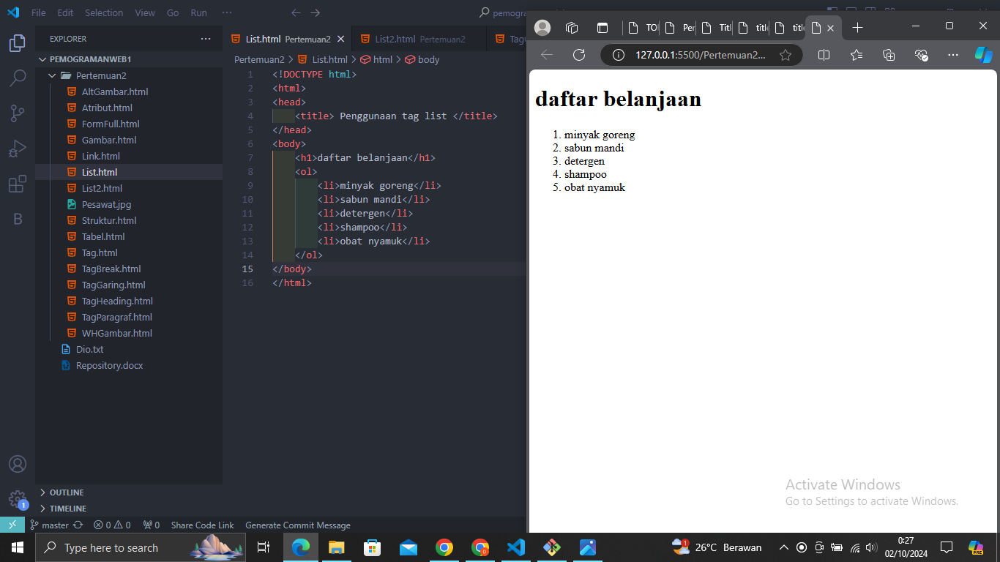 File Edit Selection View Go Run ···
EXPLORER
PEMOGRAMANWEB1
Pertemuan2
AltGambar.html
Atribut.html
FormFull.html
Gambar.html
Link.html
List.html
List2.html
Pesawat.jpg
Struktur.html
Tabel.html
Tag.html
TagBreak.html
TagGaring.html
TagHeading.html
TagParagraf.html
WHGambar.html
Dio.txt
Repository.docx
OUTLINE
TIMELINE
List.html Pertemuan2 List2.html Pertemuan2
Pertemuan2 > List.html > html > body
1 <!DOCTYPE html>
2 <html>
3 <head>
4 <title> Penggunaan tag list </title>
5 </head>
6 <body>
7 <h1>daftar belanjaan</h1>
8 <ol>
9 <li>minyak goreng</li>
10 <li>sabun mandi</li>
11 <li>detergen</li>
12 <li>shampoo</li>
13 <li>obat nyamuk</li>
14 </ol>
15 </body>
16 </html>
127.0.0.1:5500/Pertemuan2...
daftar belanjaan
1. minyak goreng
2. sabun mandi
3. detergen
4. shampoo
5. obat nyamuk
Activate Windows
Go to Settings to activate Windows.
master 0 0 0 Share Code Link Generate Commit Message
1
B
Type here to search
1
26°C Berawan
0:27
02/10/2024
PRE